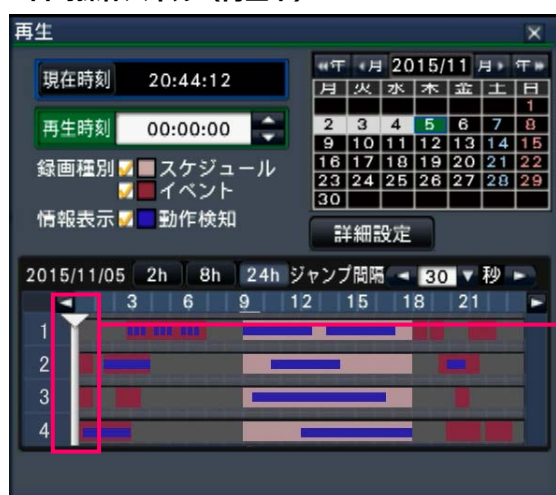 再生
現在時刻 20:44:12
再生時刻 00:00:00
録画種別 スケジュール
イベント
情報表示 動作検知
年 月 2015/11 月 年
月 火 水 木 金 土 日
1
2 3 4 5 6 7 8
9 10 11 12 13 14 15
16 17 18 19 20 21 22
23 24 25 26 27 28 29
30
詳細設定
2015/11/05 2h 8h 24h ジャンプ間隔 30 秒
3 6 9 12 15 18 21
1
2
3
4